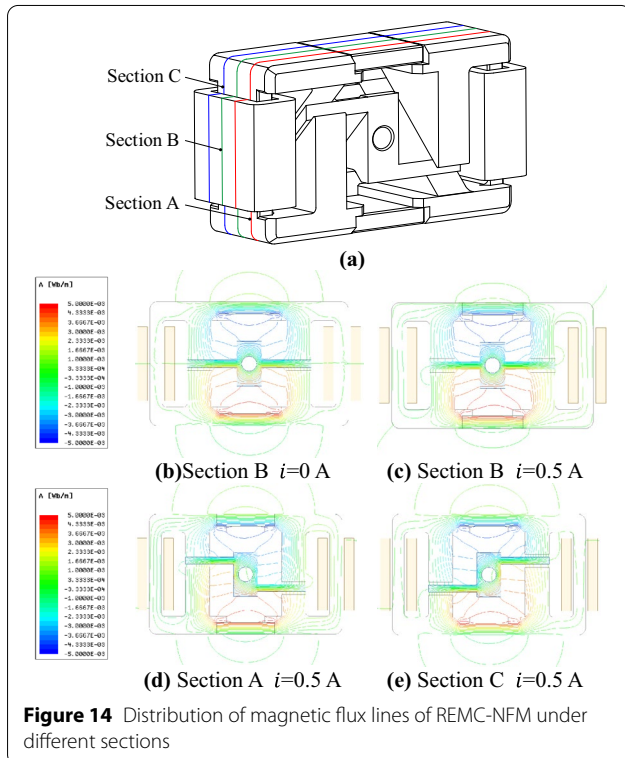 Section C
Section B
Section A
(a)
A [Wb/m]
5.0000E-03
4.3333E-03
3.6667E-03
2.3333E-03
1.6667E-03
1.0000E-03
3.3333E-04
-3.3333E-04
-1.0000E-03
-1.6667E-03
-2.3333E-03
-3.0000E-03
-3.6667E-03
-4.3333E-03
-5.0000E-03
(b)Section B i=0 A
(c) Section B i=0.5 A
A [Wb/m]
5.0000E-03
4.3333E-03
3.6667E-03
2.3333E-03
1.6667E-03
1.0000E-03
3.3333E-04
-3.3333E-04
-1.0000E-03
-1.6667E-03
-2.3333E-03
-3.0000E-03
-3.6667E-03
-4.3333E-03
-5.0000E-03
(d) Section A i=0.5 A
(e) Section C i=0.5 A
Figure 14 Distribution of magnetic flux lines of REMC-NFM under
different sections